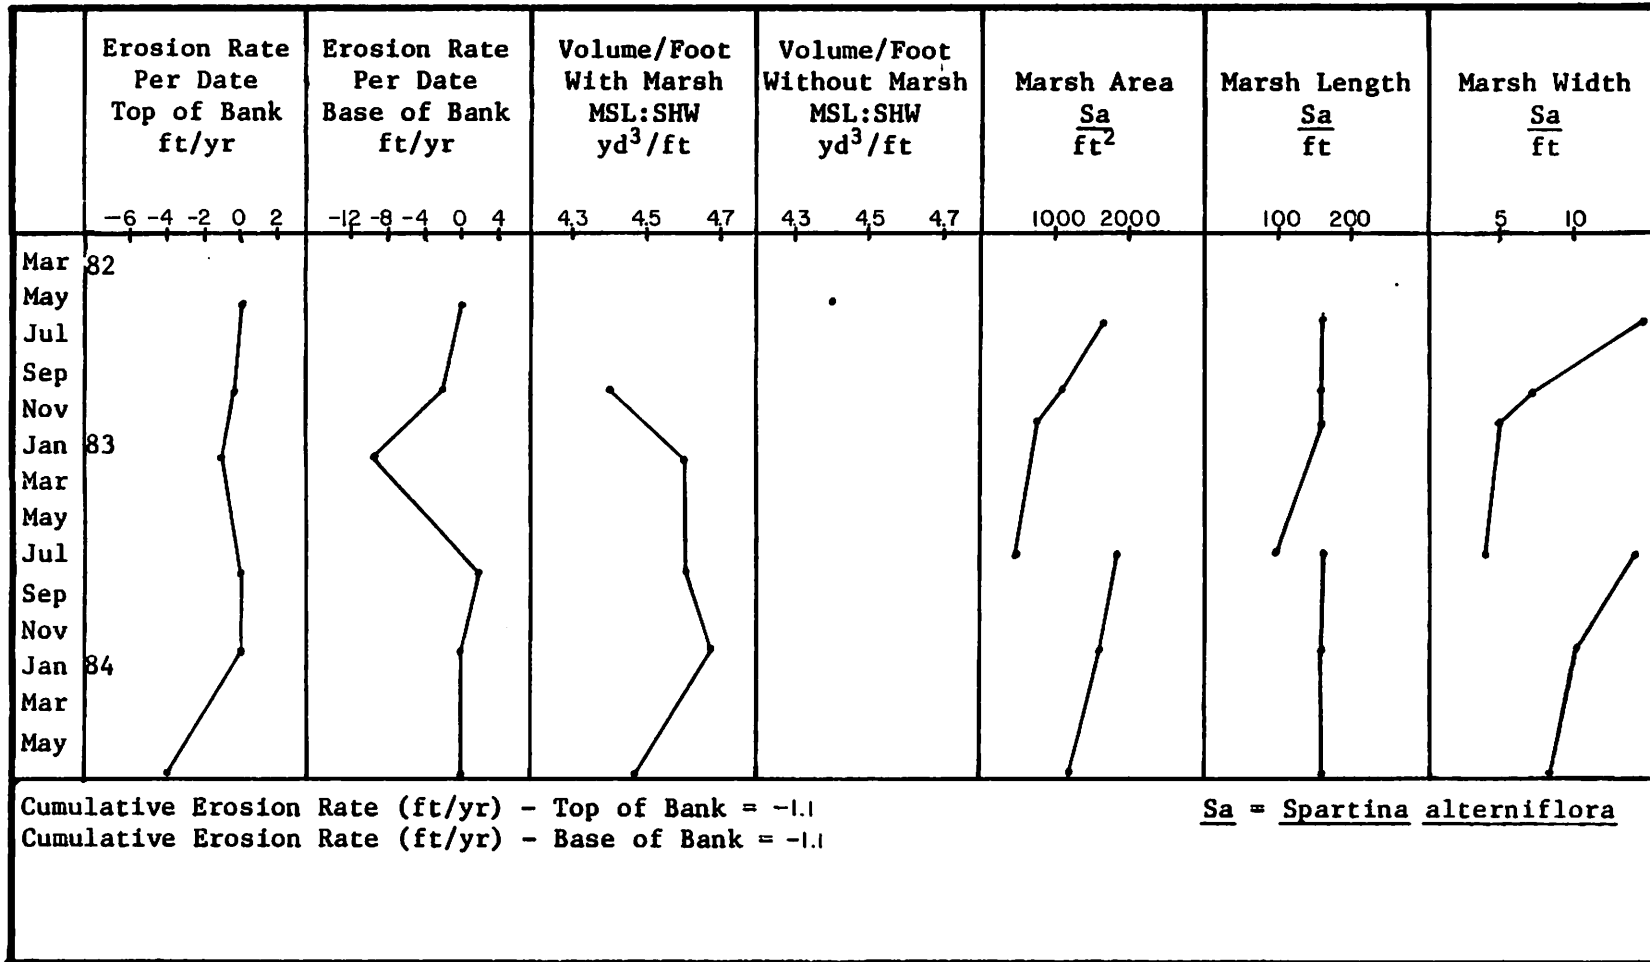 Erosion Rate
Per Date
Top of Bank
ft/yr
Erosion Rate
Per Date
Base of Bank
ft/yr
Volume/Foot
With Marsh
MSL:SHW
yd³/ft
Volume/Foot
Without Marsh
MSL:SHW
yd³/ft
Marsh Area
Sa
ft²
Marsh Length
Sa
ft
Marsh Width
Sa
ft
-6 -4 -2 0 2
-12 -8 -4 0 4
4.3 4.5 4.7
4.3 4.5 4.7
1000 2000
100 200
5 10
Mar 82
May
Jul
Sep
Nov
Jan 83
Mar
May
Jul
Sep
Nov
Jan 84
Mar
May
Cumulative Erosion Rate (ft/yr) - Top of Bank = -1.1
Cumulative Erosion Rate (ft/yr) - Base of Bank = -1.1
Sa = Spartina alterniflora